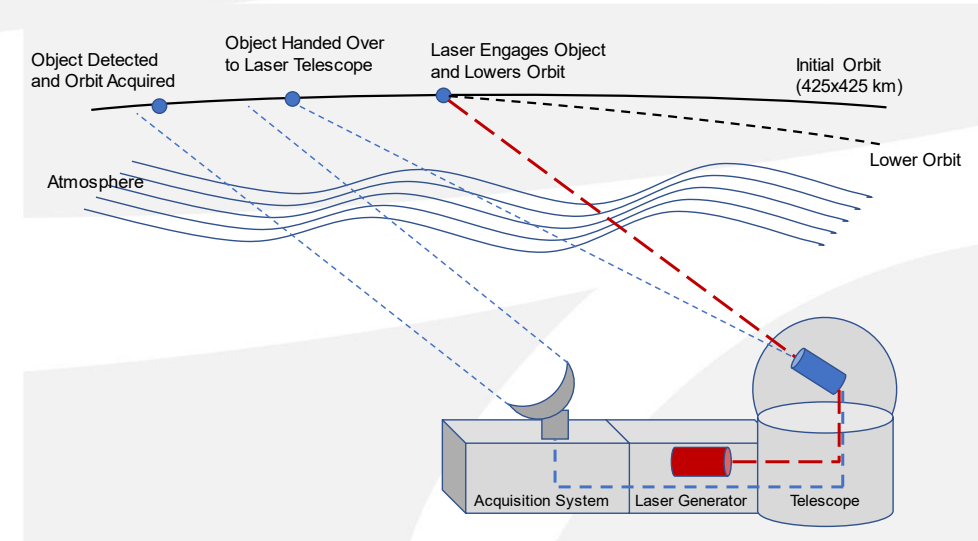 Object Detected
and Orbit Acquired
Object Handed Over
to Laser Telescope
Laser Engages Object
and Lowers Orbit
Initial Orbit
(425x425 km)
Lower Orbit
Atmosphere
Acquisition System
Laser Generator
Telescope